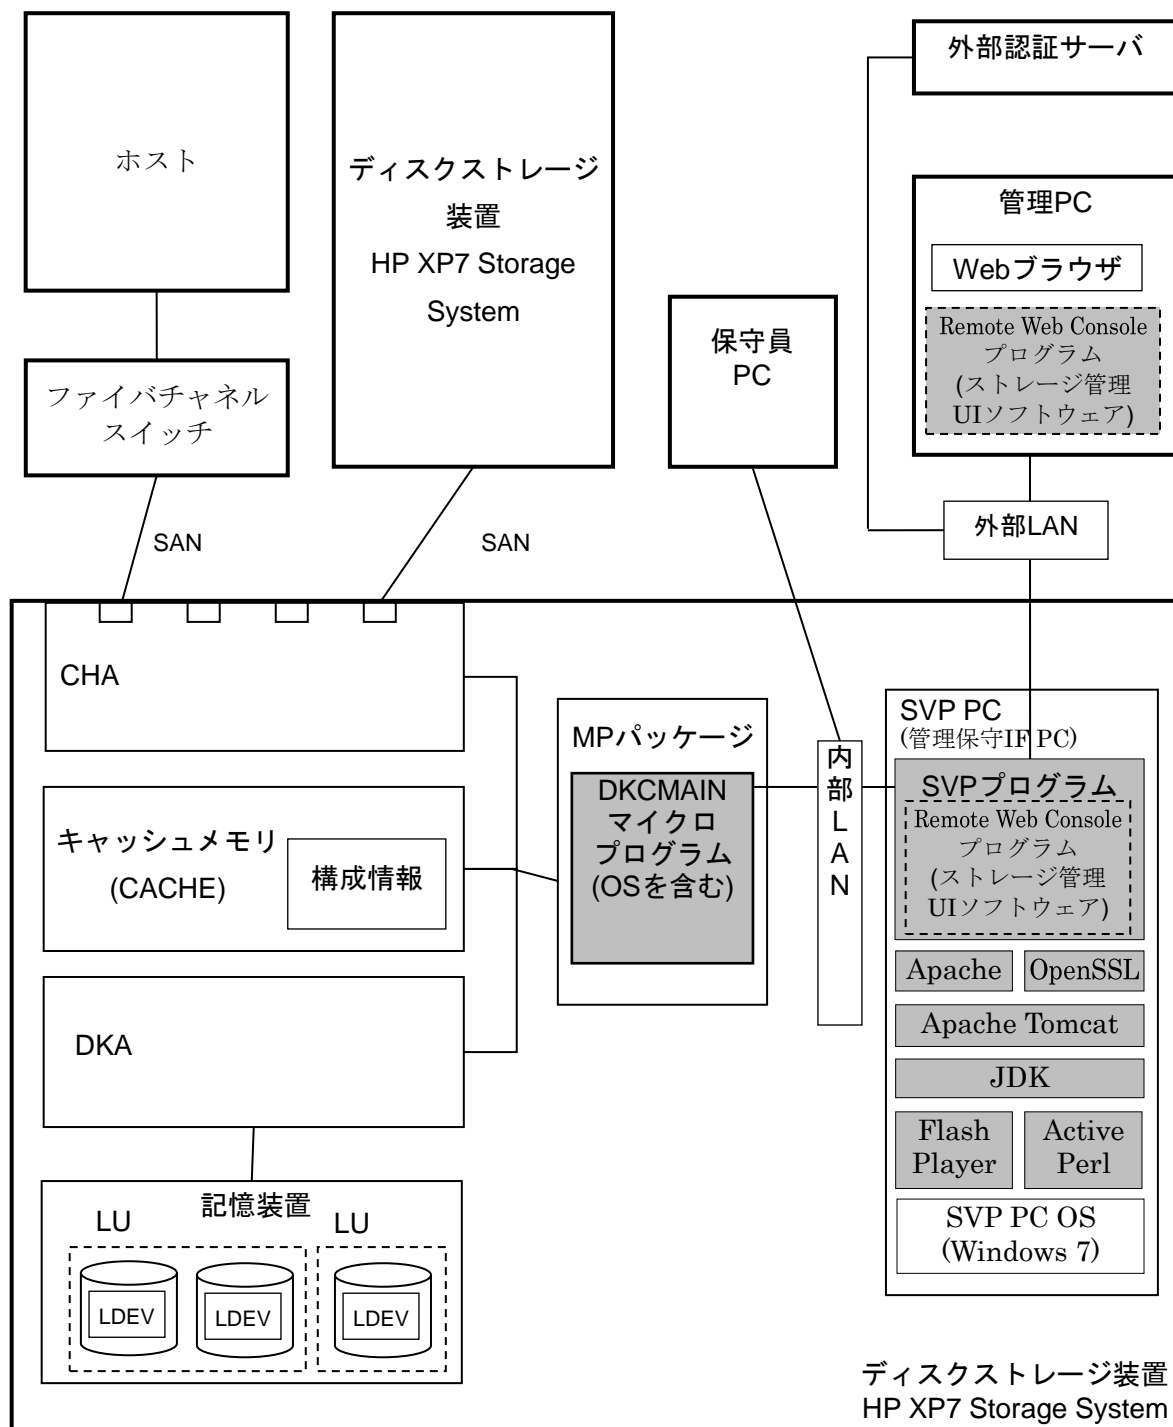 ホスト
ファイバチャネル
スイッチ
SAN
ディスクストレージ
装置
HP XP7 Storage
System
SAN
保守員
PC
外部認証サーバ
管理PC
Webブラウザ
Remote Web Console
プログラム
(ストレージ管理
UIソフトウェア)
外部LAN
CHA
キャッシュメモリ
(CACHE)
構成情報
DKA
記憶装置
LU
LU
LDEV
LDEV
LDEV
MPパッケージ
DKCMAIN
マイクロ
プログラム
(OSを含む)
内部LAN
SVP PC
(管理保守IF PC)
SVPプログラム
Remote Web Console
プログラム
(ストレージ管理
UIソフトウェア)
Apache
OpenSSL
Apache Tomcat
JDK
Flash
Player
Active
Perl
SVP PC OS
(Windows 7)
ディスクストレージ装置
HP XP7 Storage System